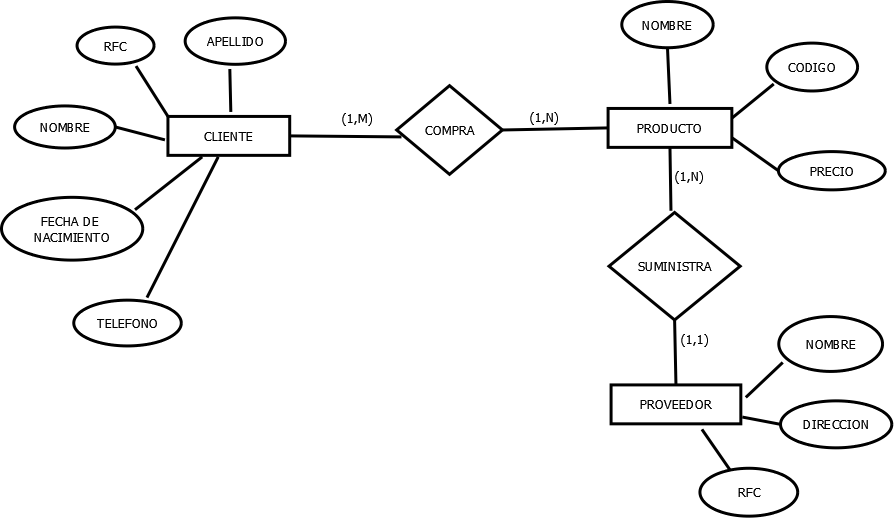 NOMBRE
RFC
APELLIDO
CODIGO
NOMBRE
CLIENTE
(1,M)
COMPRA
(1,N)
PRODUCTO
PRECIO
(1,N)
FECHA DE
NACIMIENTO
SUMINISTRA
TELEFONO
(1,1)
NOMBRE
PROVEEDOR
DIRECCION
RFC